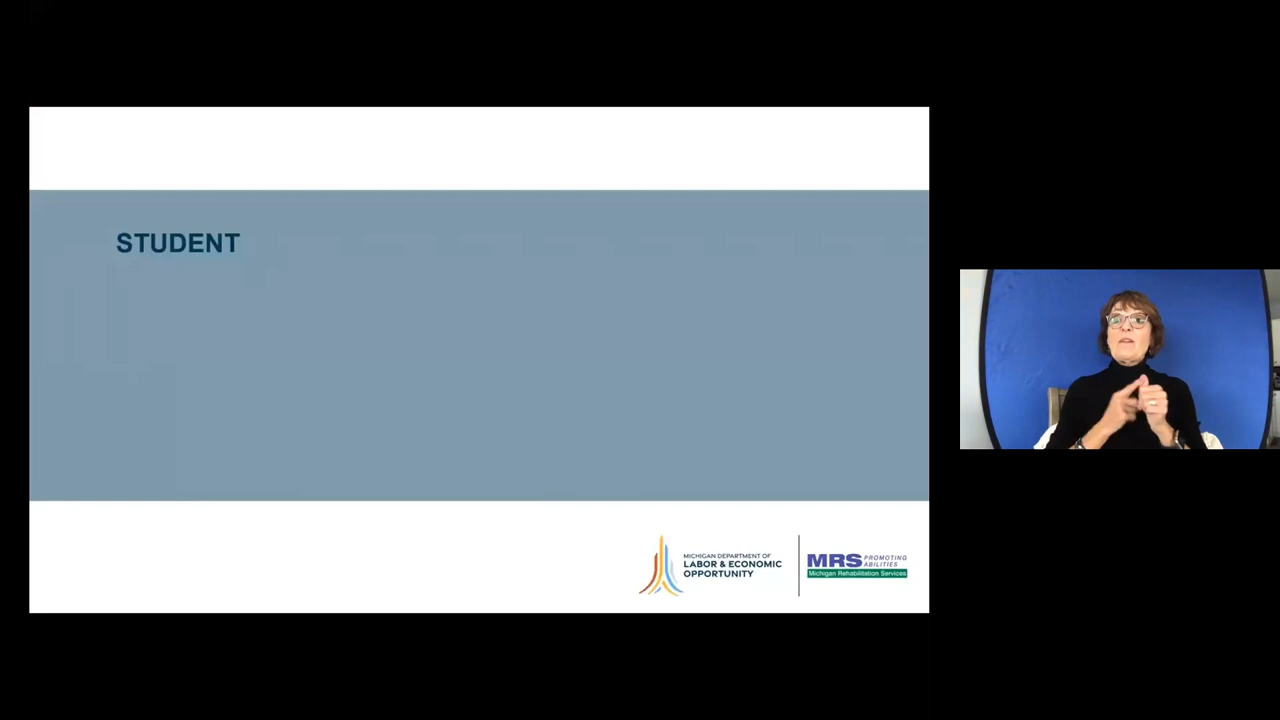 STUDENT
MICHIGAN DEPARTMENT OF
LABOR & ECONOMIC
OPPORTUNITY
MRS PROMOTING
ABILITIES
Michigan Rehabilitation Services